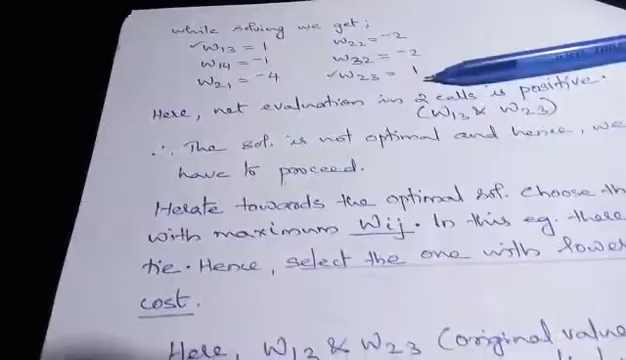 while solving we get;
✓W13 = 1 W22 = -2
W14 = -1 W32 = -2
W21 = -4 ✓W23 = 1
Here, net evaluation in 2 cells is positive.
(W13 & W23)
∴ The sol. is not optimal and hence, we
have to proceed.
Iterate towards the optimal sol. Choose th
with maximum Wij. In this eg. there
tie. Hence, select the one with lower
cost.
Here, W13 & W23 (original value